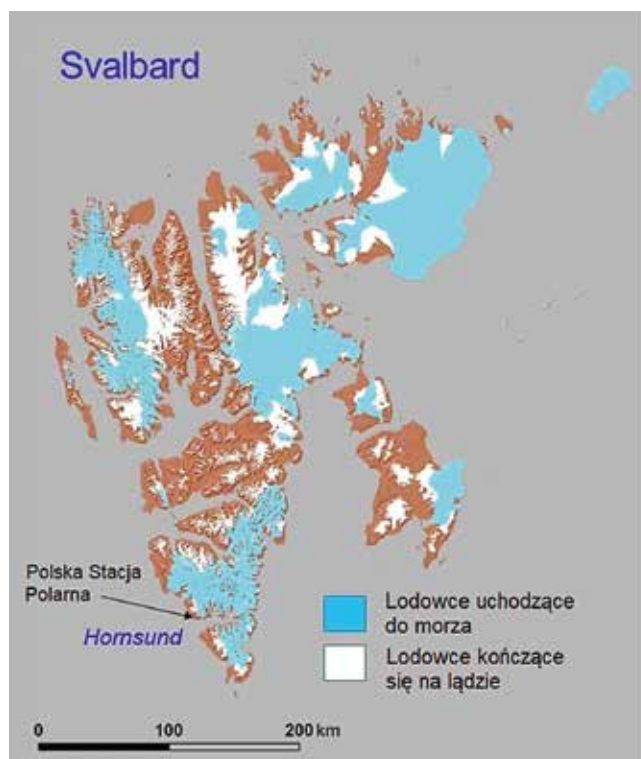 Svalbard
Polska Stacja
Polarna
Hornsund
Lodowce uchodzące
do morza
Lodowce kończące
się na lądzie
0 100 200 km